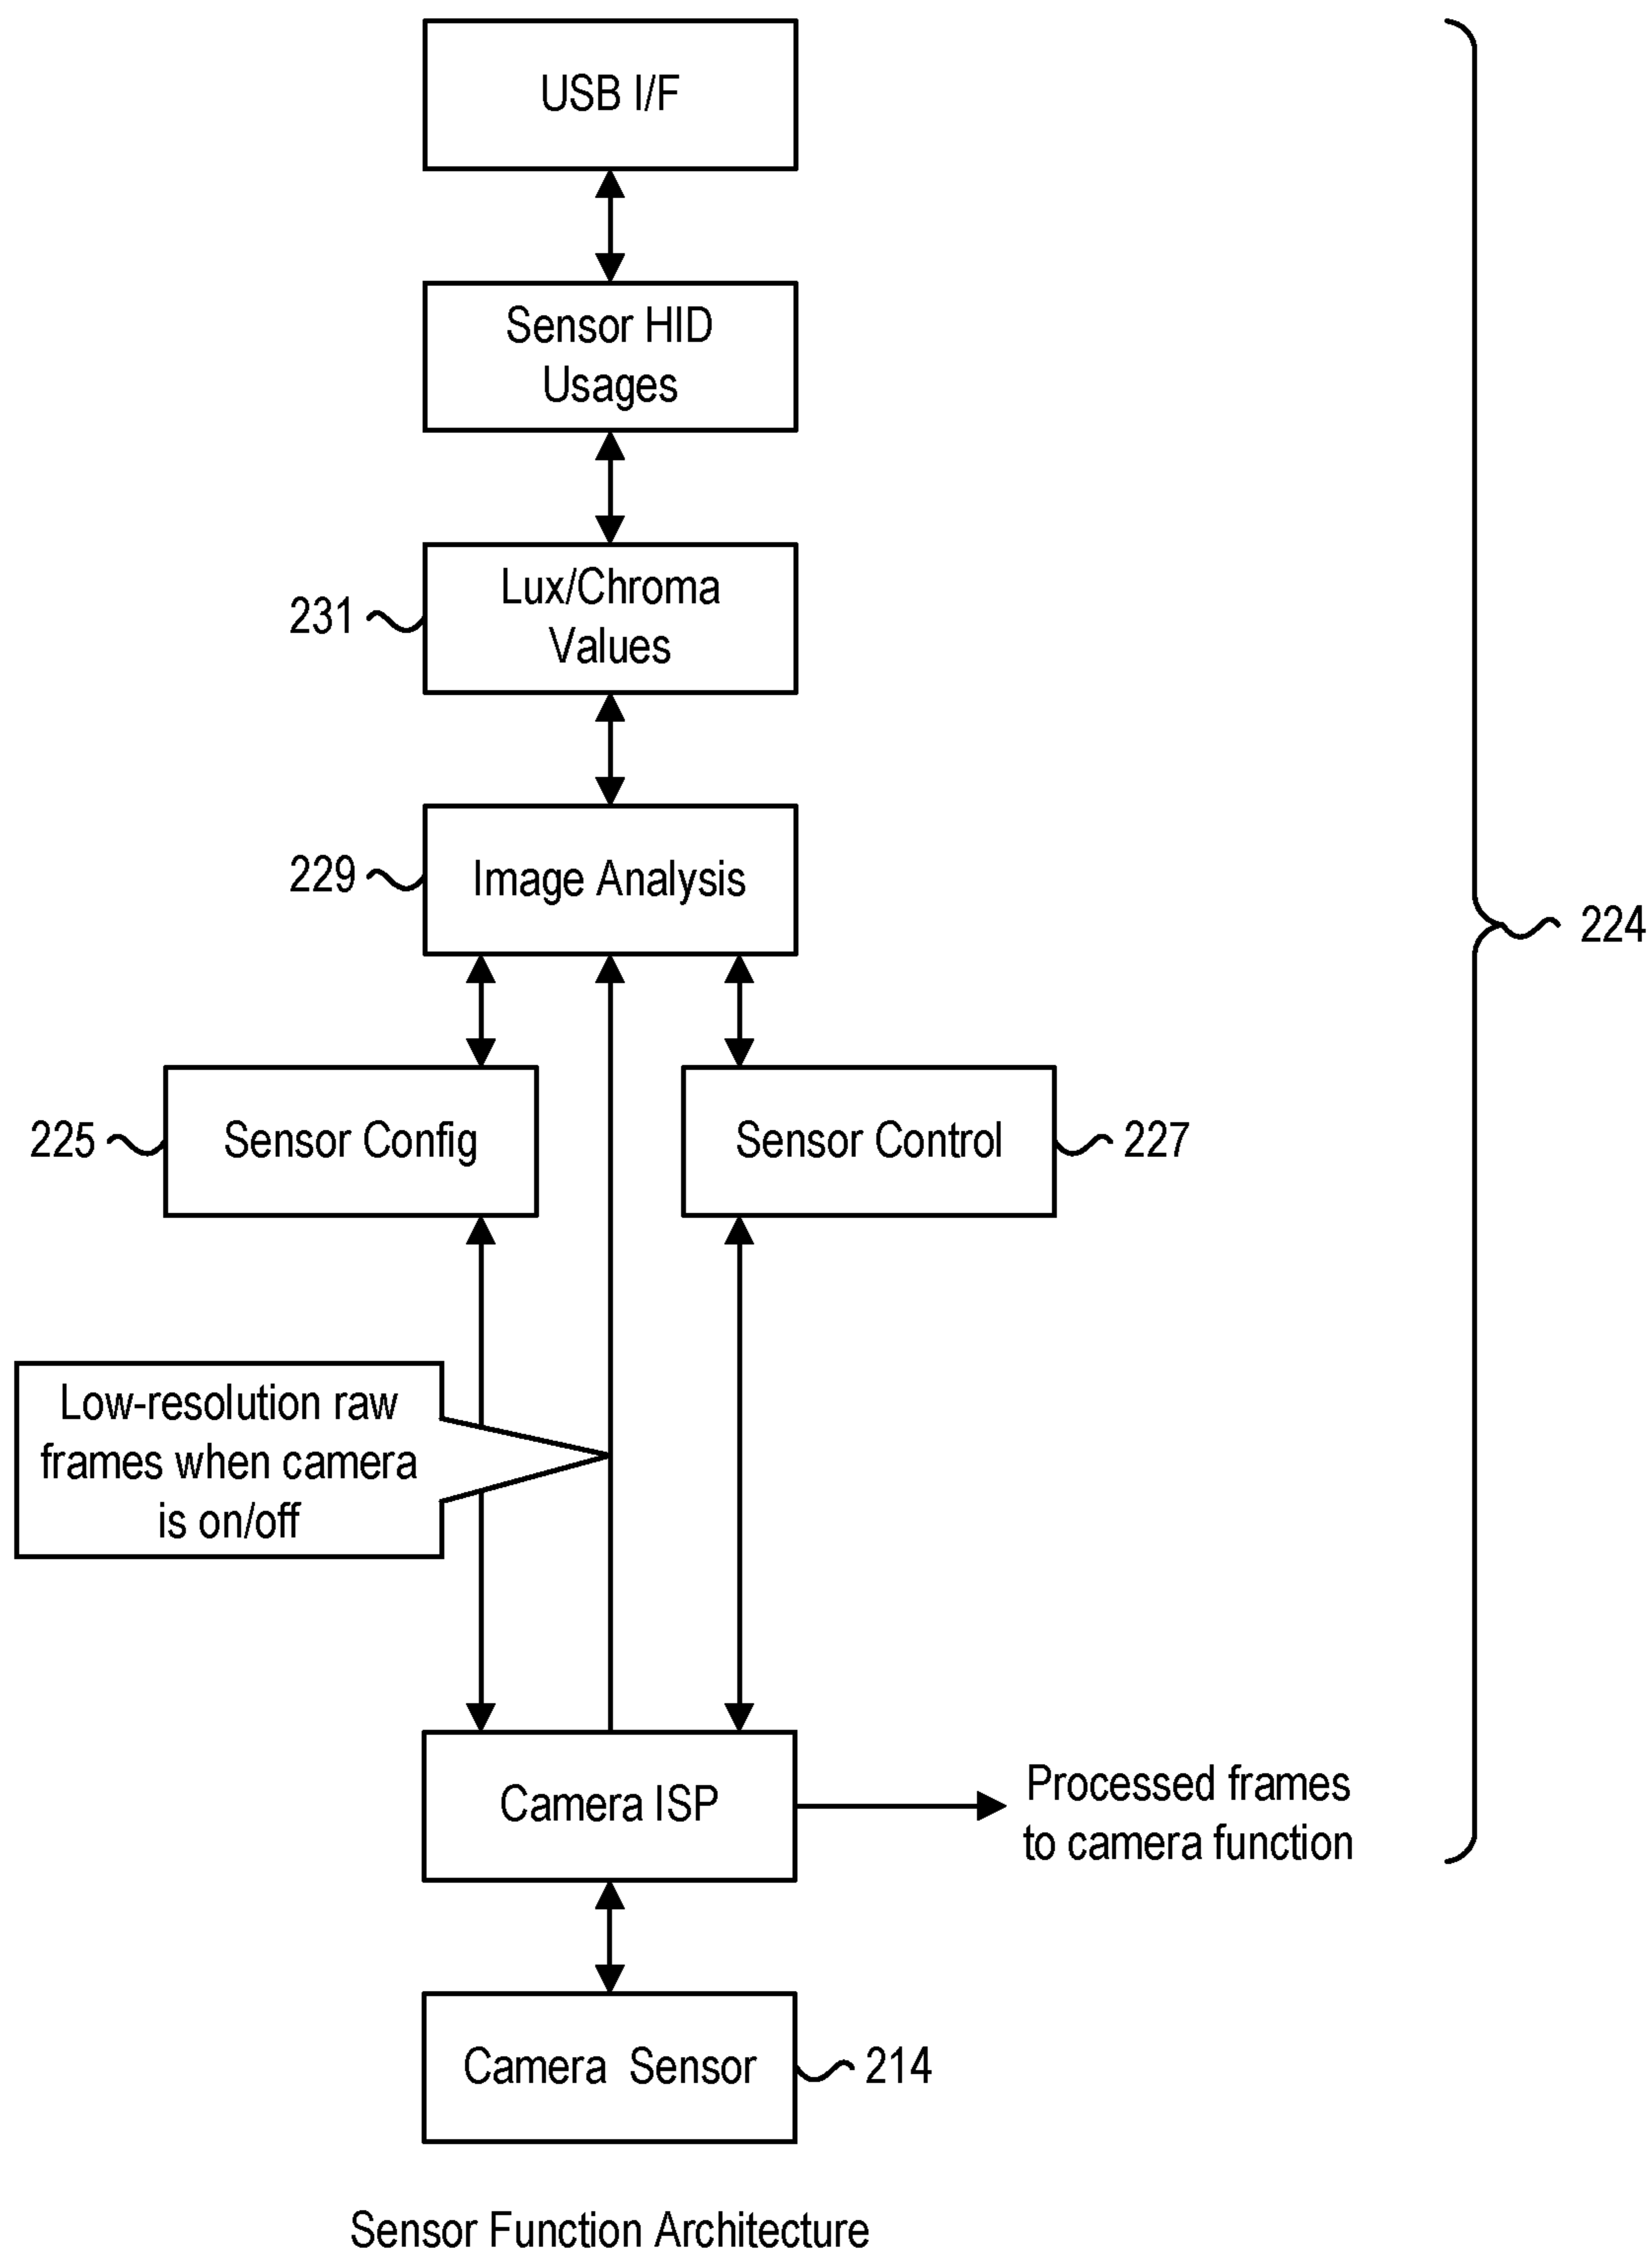 USB I/F
Sensor HID
Usages
231
Lux/Chroma
Values
229
Image Analysis
224
225
Sensor Config
Sensor Control
227
Low-resolution raw
frames when camera
is on/off
Camera ISP
Processed frames
to camera function
Camera Sensor
214
Sensor Function Architecture